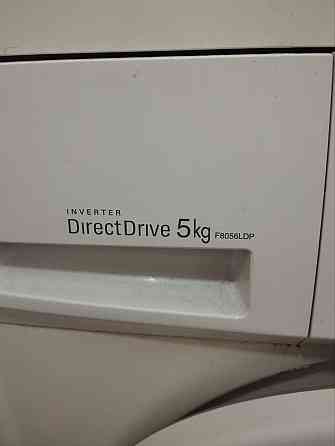 INVERTER
DirectDrive 5kg F8056LDP